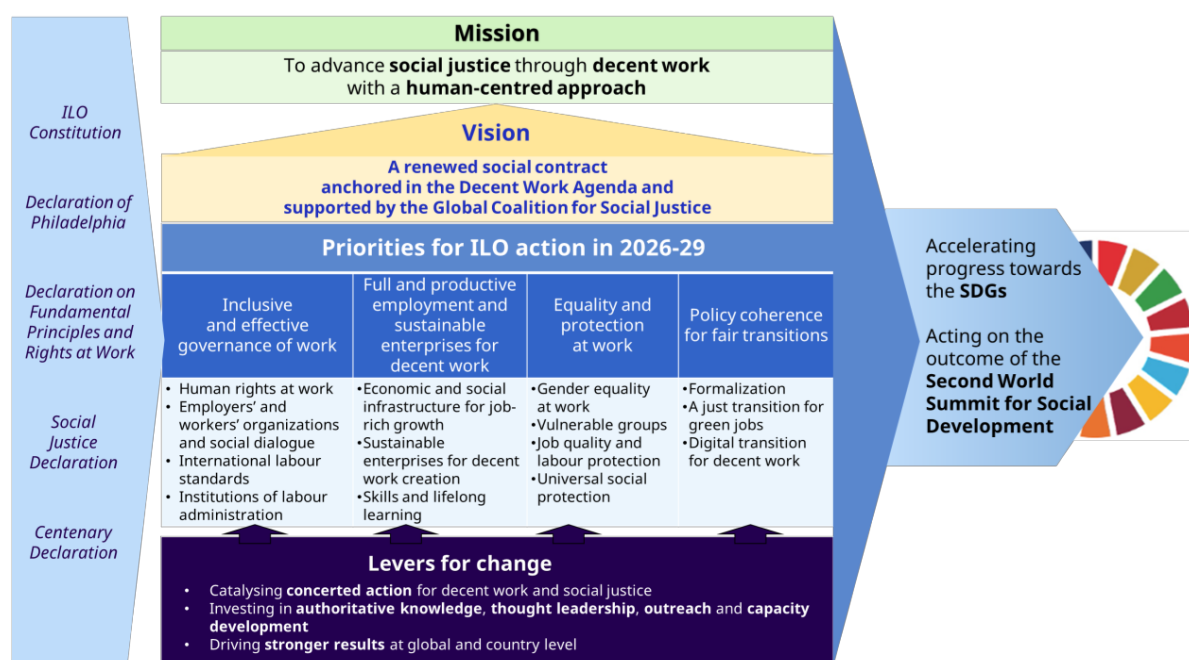 ILO
Constitution
Declaration of
Philadelphia
Declaration on
Fundamental
Principles and
Rights at Work
Social
Justice
Declaration
Centenary
Declaration
Mission
To advance social justice through decent work
with a human-centred approach
Vision
A renewed social contract
anchored in the Decent Work Agenda and
supported by the Global Coalition for Social Justice
Priorities for ILO action in 2026-29
Inclusive
and effective
governance of work
• Human rights at work
• Employers’ and
workers’ organizations
and social dialogue
• International labour
standards
• Institutions of labour
administration
Full and productive
employment and
sustainable
enterprises for
decent work
•Economic and social
infrastructure for job-
rich growth
•Sustainable
enterprises for decent
work creation
•Skills and lifelong
learning
Equality and
protection
at work
•Gender equality
at work
•Vulnerable groups
•Job quality and
labour protection
•Universal social
protection
Policy coherence
for fair transitions
•Formalization
•A just transition for
green jobs
•Digital transition
for decent work
Levers for change
• Catalysing concerted action for decent work and social justice
• Investing in authoritative knowledge, thought leadership, outreach and capacity
development
• Driving stronger results at global and country level
Accelerating
progress towards
the SDGs
Acting on the
outcome of the
Second World
Summit for Social
Development